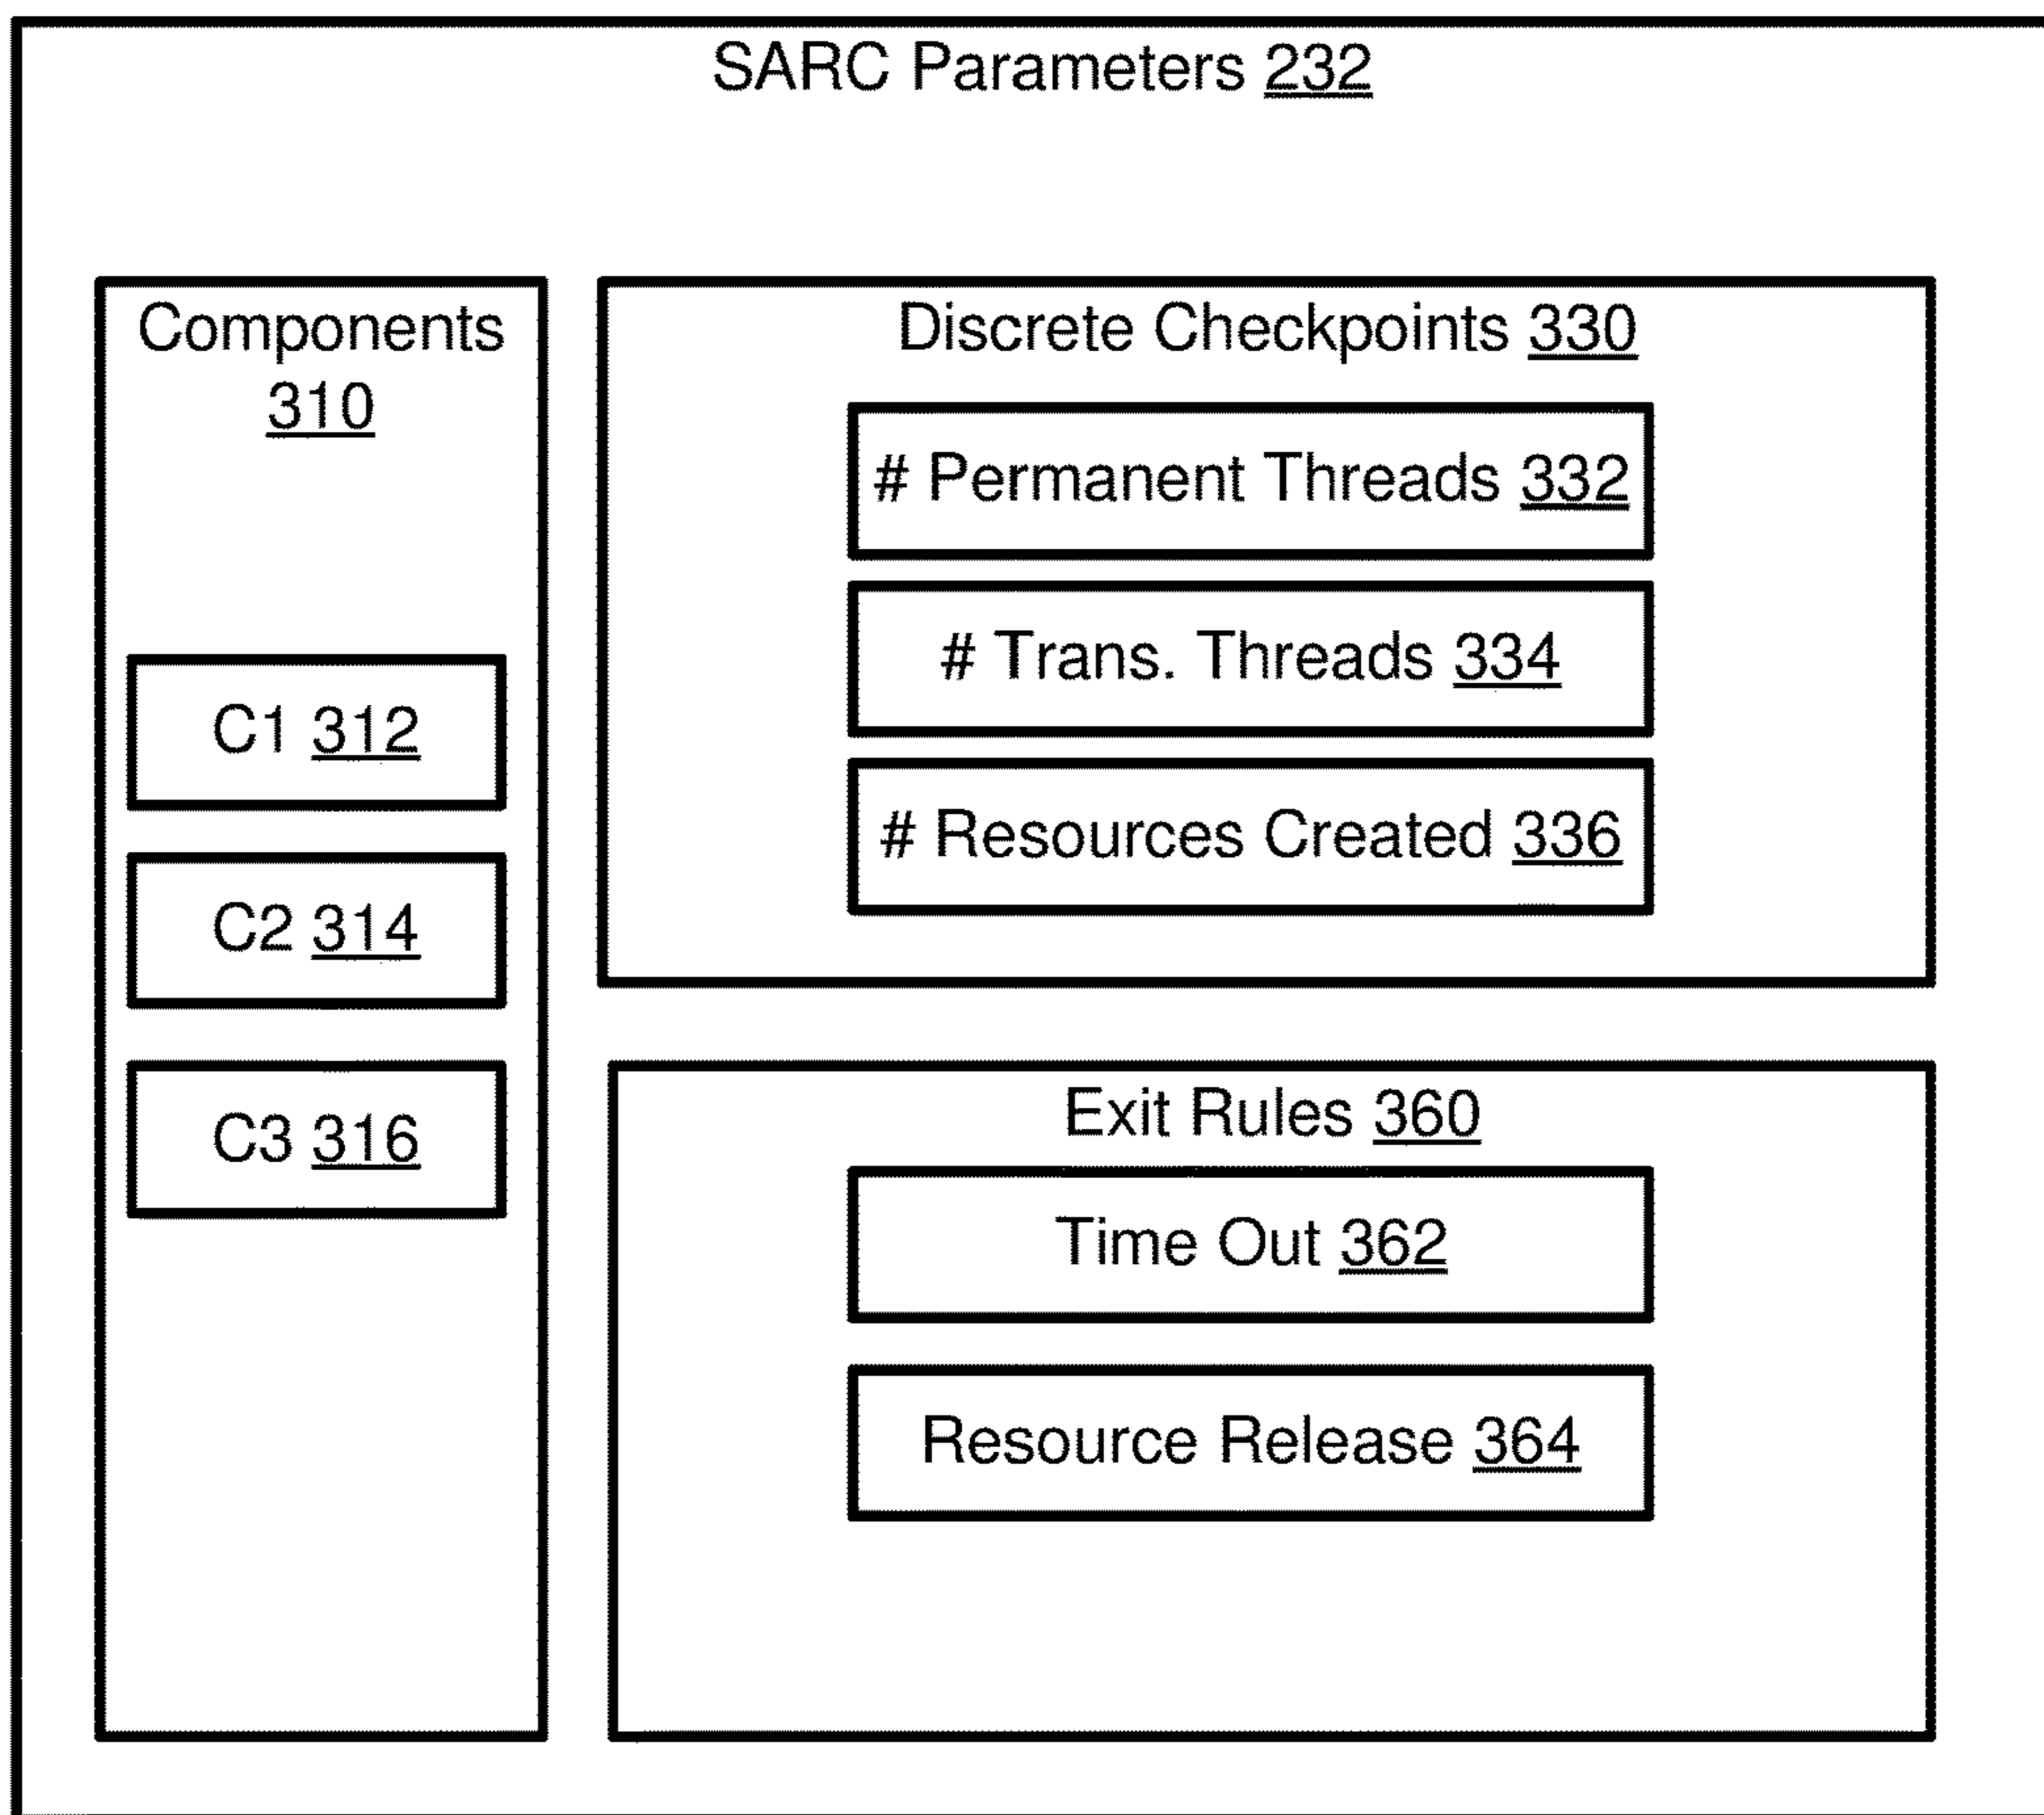 SARC Parameters 232
Components
310
C1 312
C2 314
C3 316
Discrete Checkpoints 330
# Permanent Threads 332
# Trans. Threads 334
# Resources Created 336
Exit Rules 360
Time Out 362
Resource Release 364